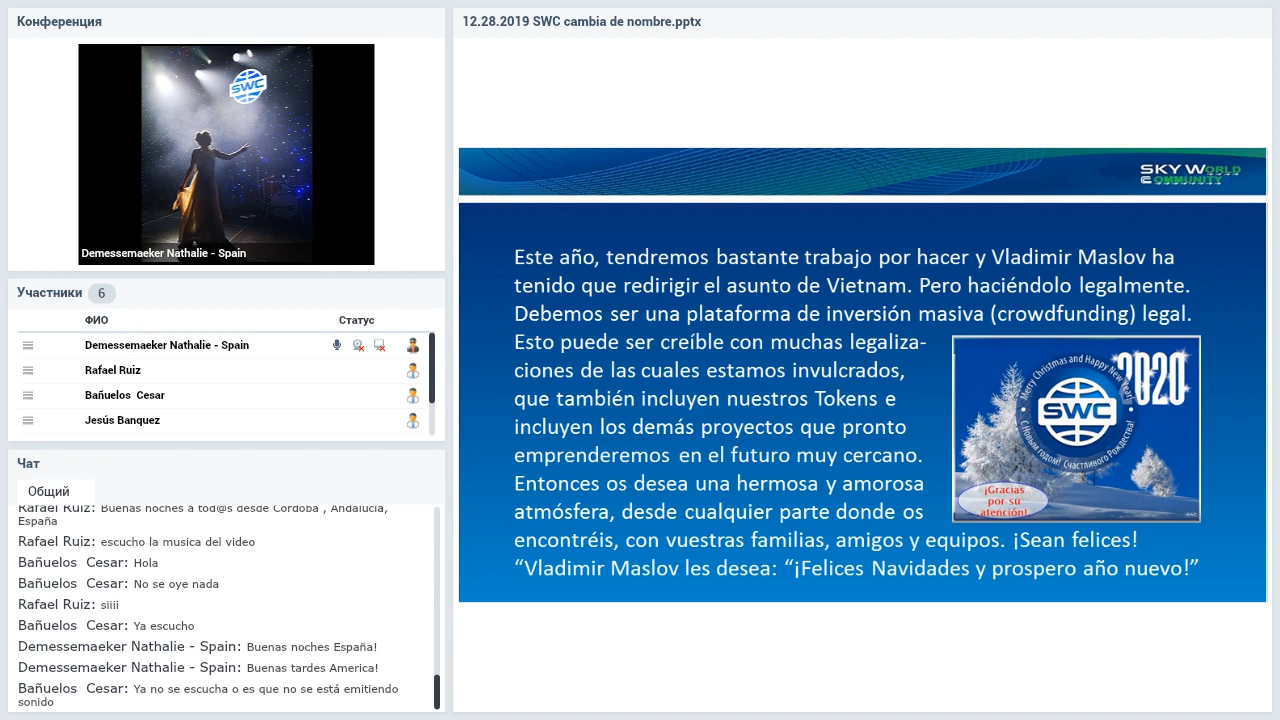 Конференция
SWC
Demessemaeker Nathalie - Spain
Участники 6
ФИО Статус
Demessemaeker Nathalie - Spain
Rafael Ruiz
Bañuelos Cesar
Jesús Banquez
Чат
Общий
Rafael Ruiz: Buenas noches a tod@s desde Cordoba , Andalucia,
España
Rafael Ruiz: escucho la musica del video
Bañuelos Cesar: Hola
Bañuelos Cesar: No se oye nada
Rafael Ruiz: siiii
Bañuelos Cesar: Ya escucho
Demessemaeker Nathalie - Spain: Buenas noches España!
Demessemaeker Nathalie - Spain: Buenas tardes America!
Bañuelos Cesar: Ya no se escucha o es que no se está emitiendo
sonido
12.28.2019 SWC cambia de nombre.pptx
SKY WORLD
COMMUNITY
Este año, tendremos bastante trabajo por hacer y Vladimir Maslov ha
tenido que redirigir el asunto de Vietnam. Pero haciéndolo legalmente.
Debemos ser una plataforma de inversión masiva (crowdfunding) legal.
Esto puede ser creíble con muchas legaliza-
ciones de las cuales estamos invulcrados,
que también incluyen nuestros Tokens e
incluyen los demás proyectos que pronto
emprenderemos en el futuro muy cercano.
Entonces os desea una hermosa y amorosa
atmósfera, desde cualquier parte donde os
encontréis, con vuestras familias, amigos y equipos. ¡Sean felices!
“Vladimir Maslov les desea: “¡Felices Navidades y prospero año nuevo!”
Merry Christmas and Happy New Year!
2020
SWC
С Новым годом! Счастливого Рождества!
¡Gracias
por su
atención!